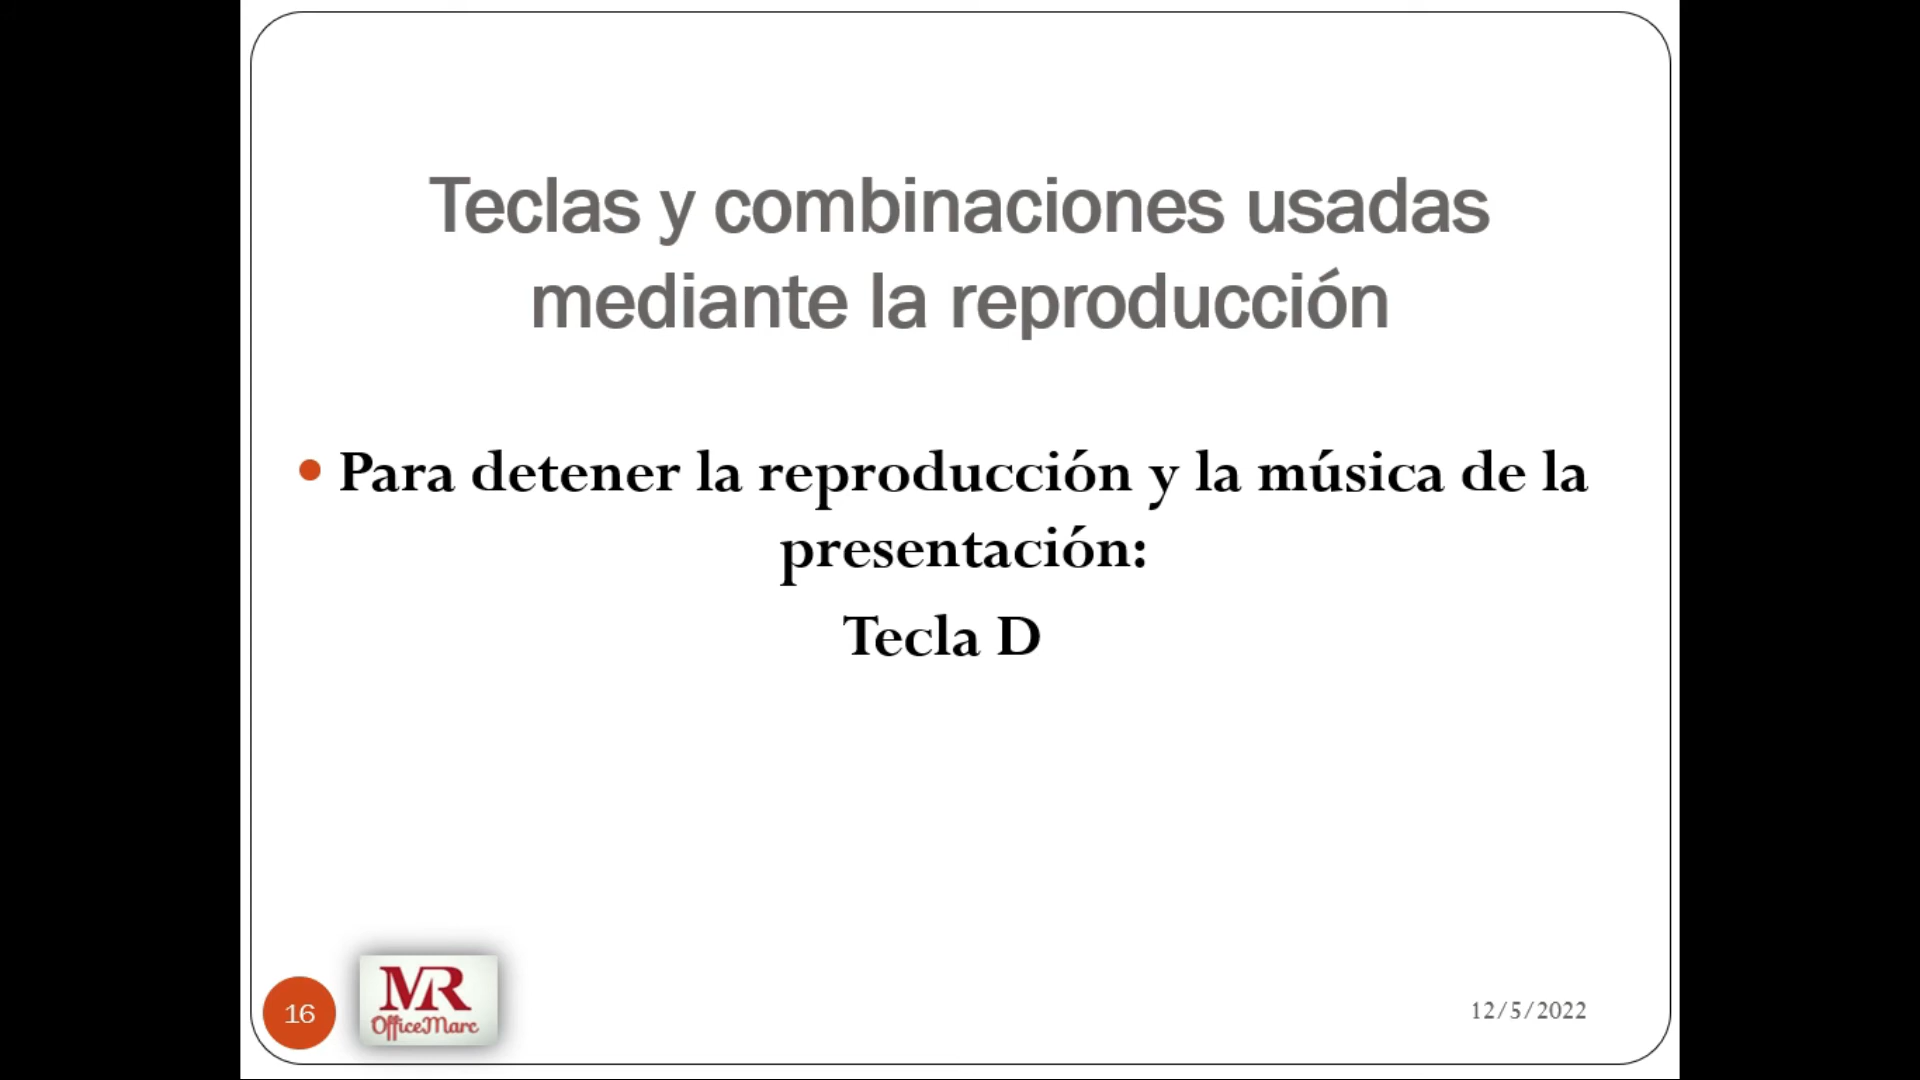 Teclas y combinaciones usadas
mediante la reproducción
• Para detener la reproducción y la música de la
presentación:
Tecla D
16
MR
OfficeMarc
12/5/2022